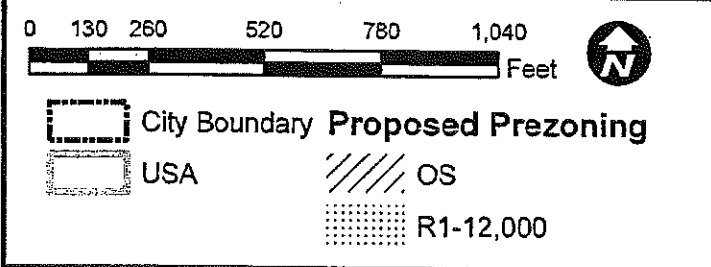 0 130 260 520 780 1,040
Feet
N
City Boundary Proposed Prezoning
USA OS
R1-12,000